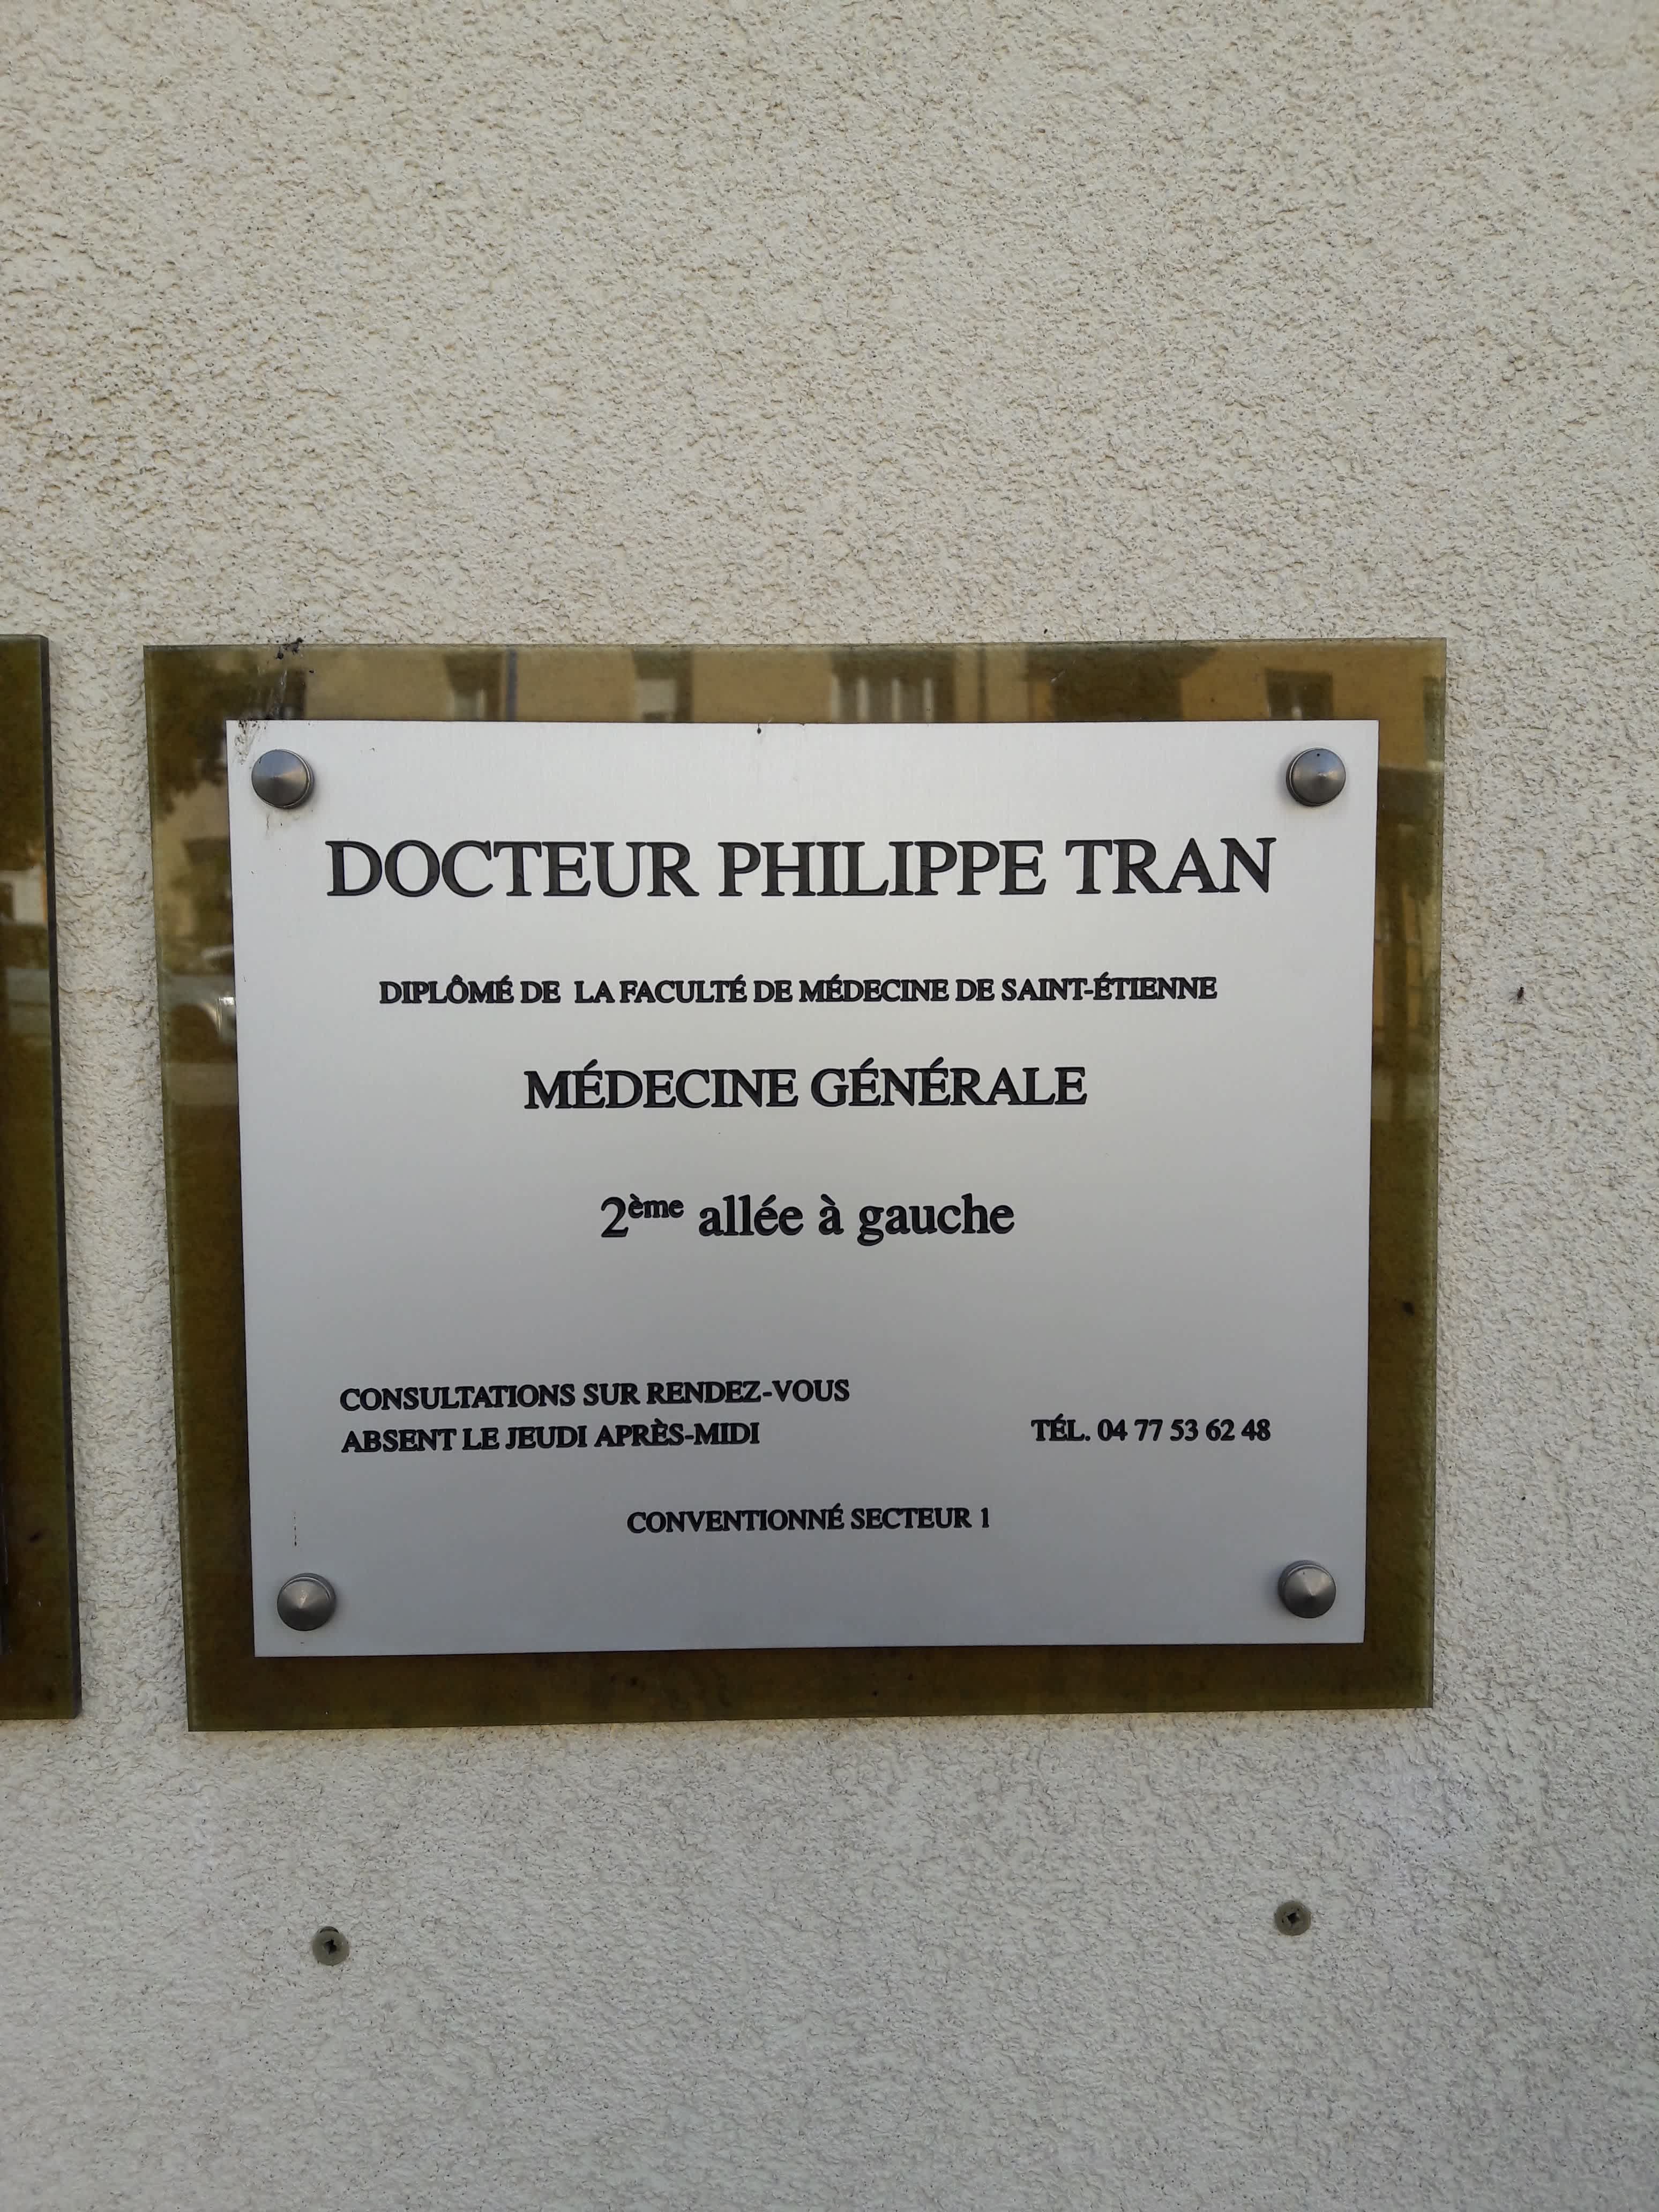 DOCTEUR PHILIPPE TRAN
DIPLÔMÉ DE LA FACULTÉ DE MÉDECINE DE SAINT-ÉTIENNE
MÉDECINE GÉNÉRALE
2ème allée à gauche
CONSULTATIONS SUR RENDEZ-VOUS
ABSENT LE JEUDI APRÈS-MIDI
TÉL. 04 77 53 62 48
CONVENTIONNÉ SECTEUR 1